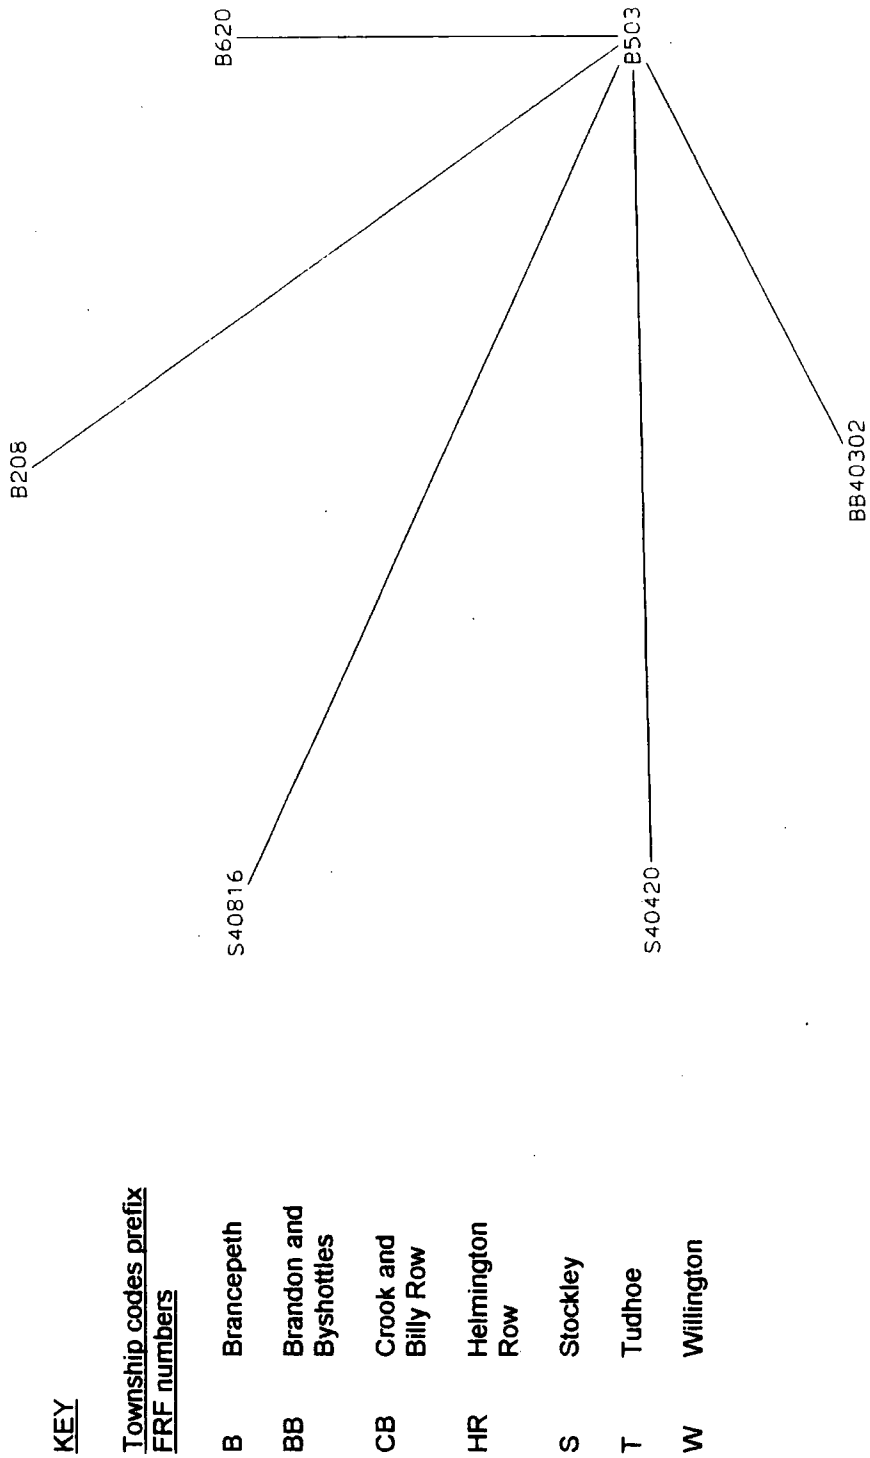 KEY
Township codes prefix
FRF numbers
B Brancepeth
BB Brandon and
Byshottles
CB Crook and
Billy Row
HR Helmington
Row
S Stockley
T Tudhoe
W Willington
B208
S40816
B620
S40420
B503
BB40302